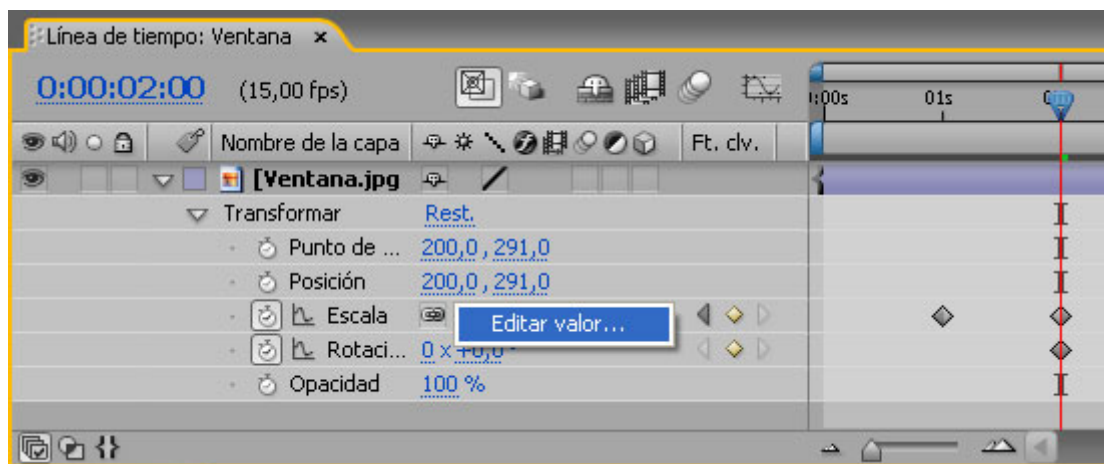 Línea de tiempo: Ventana ×
0:00:02:00 (15,00 fps)
:00s 01s
Nombre de la capa Ft. clv.
[Ventana.jpg
Transformar Rest.
Punto de ... 200,0 , 291,0
Posición 200,0 , 291,0
Escala Editar valor...
Rotaci... 0 x +0,0°
Opacidad 100 %